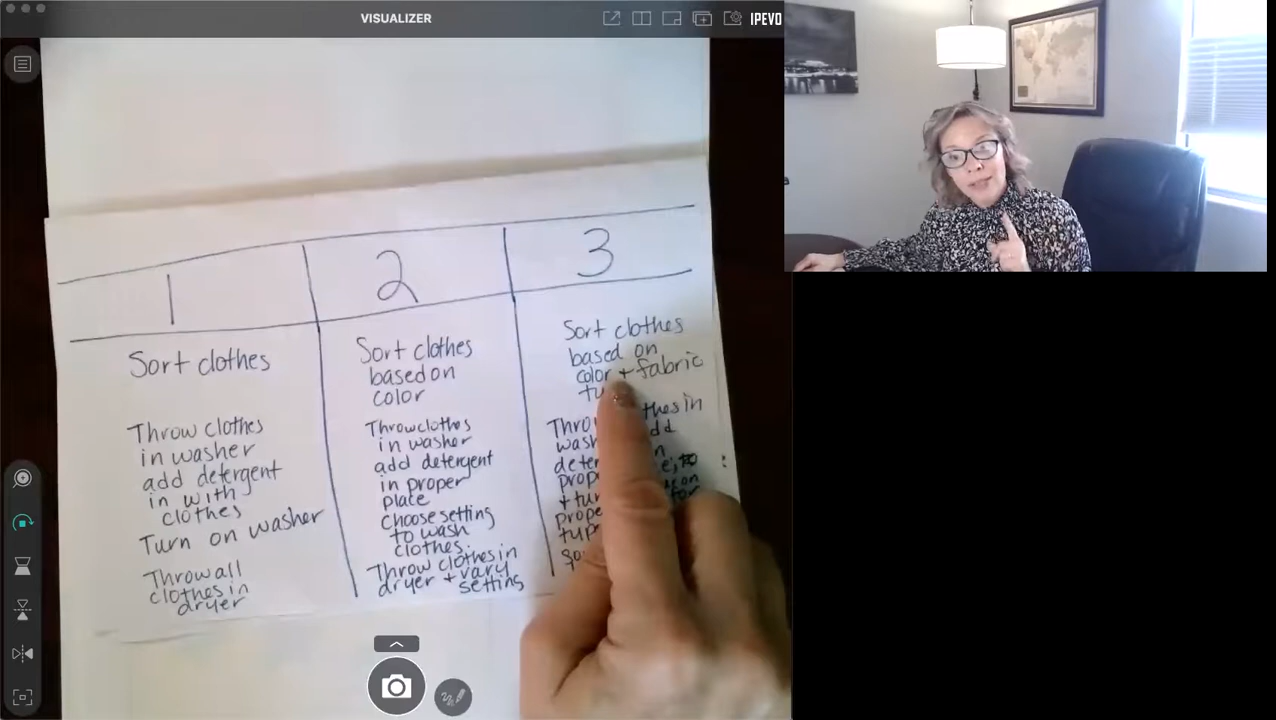 VISUALIZER
IPEVO
1
2
3
Sort clothes
Throw clothes
in washer
add detergent
in with
clothes
Turn on washer
Throw all
clothes in
dryer
Sort clothes
based on
color
Throw clothes
in washer
add detergent
in proper
place
choose setting
to wash
clothes.
Throw clothes in
dryer + vary
setting
Sort clothes
based on
color + fabric